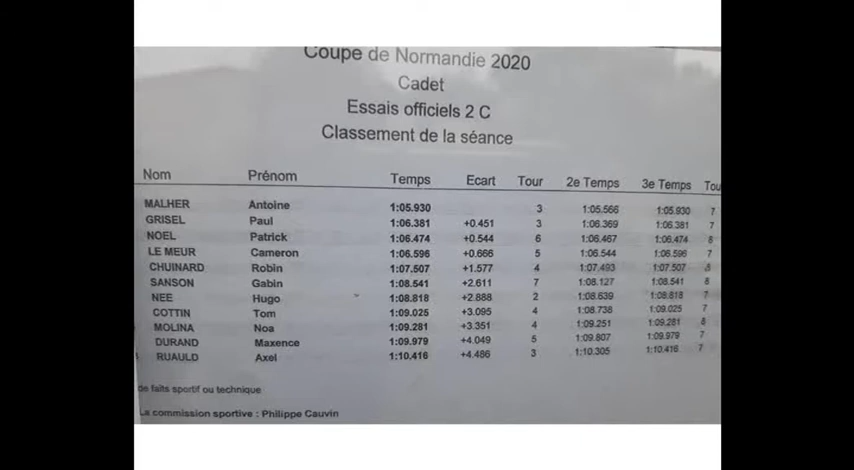 Coupe de Normandie 2020
Cadet
Essais officiels 2 C
Classement de la séance
Nom Prénom Temps Ecart Tour 2e Temps 3e Temps Tou
MALHER Antoine 1:05.930 3 1:05.566 1:05.930 7
GRISEL Paul 1:06.381 +0.451 3 1:06.369 1:06.381 7
NOEL Patrick 1:06.474 +0.544 6 1:06.467 1:06.474 8
LE MEUR Cameron 1:06.596 +0.666 5 1:06.544 1:06.596 7
CHUINARD Robin 1:07.507 +1.577 4 1:07.493 1:07.507 8
SANSON Gabin 1:08.541 +2.611 7 1:08.127 1:08.541 8
NEE Hugo 1:08.818 +2.888 2 1:08.639 1:08.818 7
COTTIN Tom 1:09.025 +3.095 4 1:08.738 1:09.025 7
MOLINA Noa 1:09.281 +3.351 4 1:09.251 1:09.281 8
DURAND Maxence 1:09.979 +4.049 5 1:09.807 1:09.979 7
RUAULD Axel 1:10.416 +4.486 3 1:10.305 1:10.416 7
de faits sportif ou technique
La commission sportive : Philippe Cauvin